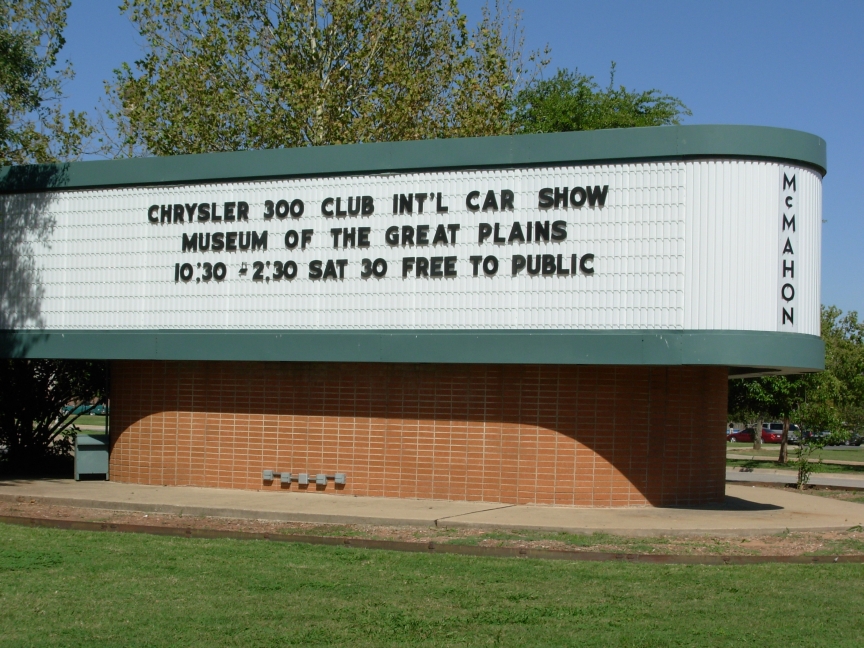 CHRYSLER 300 CLUB INT'L CAR SHOW
MUSEUM OF THE GREAT PLAINS
10:30 - 2:30 SAT 30 FREE TO PUBLIC
McMAHON